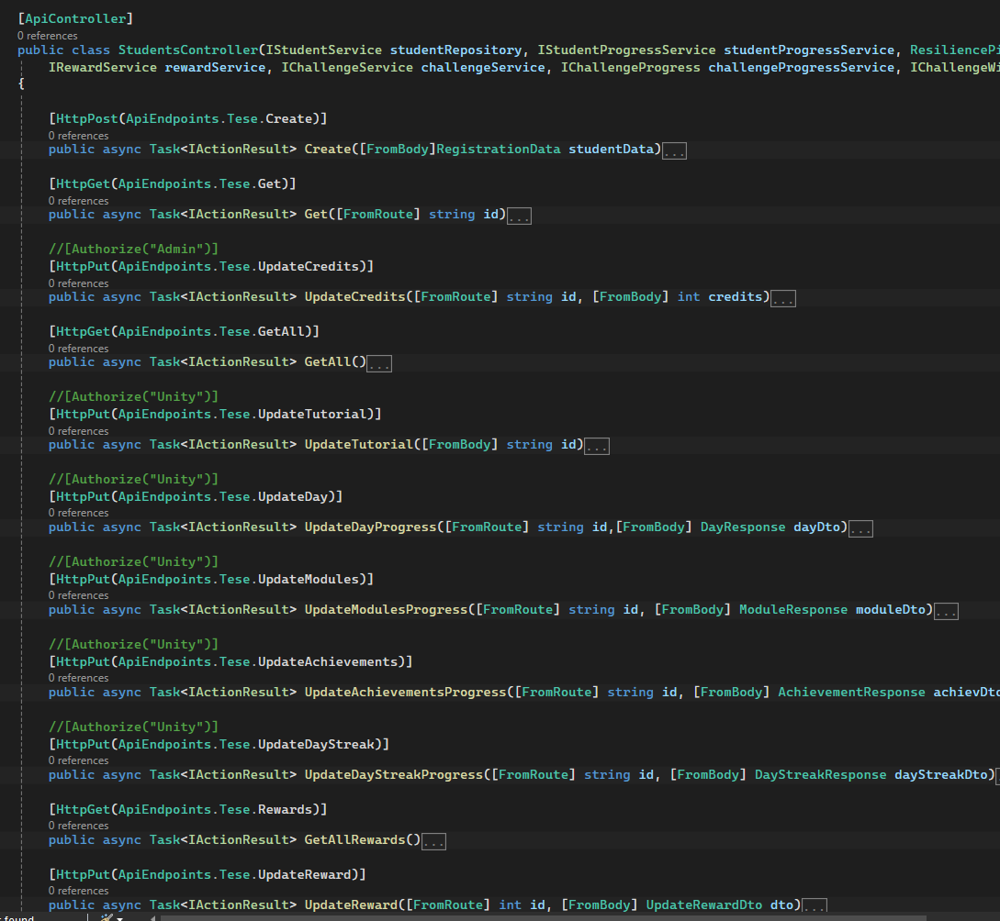 [ApiController]
0 references
public class StudentsController(IStudentService studentRepository, IStudentProgressService studentProgressService, ResiliencePi
IRewardService rewardService, IChallengeService challengeService, IChallengeProgress challengeProgressService, IChallengeWi
{
[HttpPost(ApiEndpoints.Tese.Create)]
0 references
public async Task<IActionResult> Create([FromBody]RegistrationData studentData)...
[HttpGet(ApiEndpoints.Tese.Get)]
0 references
public async Task<IActionResult> Get([FromRoute] string id)...
//[Authorize("Admin")]
[HttpPut(ApiEndpoints.Tese.UpdateCredits)]
0 references
public async Task<IActionResult> UpdateCredits([FromRoute] string id, [FromBody] int credits)...
[HttpGet(ApiEndpoints.Tese.GetAll)]
0 references
public async Task<IActionResult> GetAll()...
//[Authorize("Unity")]
[HttpPut(ApiEndpoints.Tese.UpdateTutorial)]
0 references
public async Task<IActionResult> UpdateTutorial([FromBody] string id)...
//[Authorize("Unity")]
[HttpPut(ApiEndpoints.Tese.UpdateDay)]
0 references
public async Task<IActionResult> UpdateDayProgress([FromRoute] string id,[FromBody] DayResponse dayDto)...
//[Authorize("Unity")]
[HttpPut(ApiEndpoints.Tese.UpdateModules)]
0 references
public async Task<IActionResult> UpdateModulesProgress([FromRoute] string id, [FromBody] ModuleResponse moduleDto)...
//[Authorize("Unity")]
[HttpPut(ApiEndpoints.Tese.UpdateAchievements)]
0 references
public async Task<IActionResult> UpdateAchievementsProgress([FromRoute] string id, [FromBody] AchievementResponse achievDto
//[Authorize("Unity")]
[HttpPut(ApiEndpoints.Tese.UpdateDayStreak)]
0 references
public async Task<IActionResult> UpdateDayStreakProgress([FromRoute] string id, [FromBody] DayStreakResponse dayStreakDto)
[HttpGet(ApiEndpoints.Tese.Rewards)]
0 references
public async Task<IActionResult> GetAllRewards()...
[HttpPut(ApiEndpoints.Tese.UpdateReward)]
0 references
public async Task<IActionResult> UpdateReward([FromRoute] int id, [FromBody] UpdateRewardDto dto)...
found